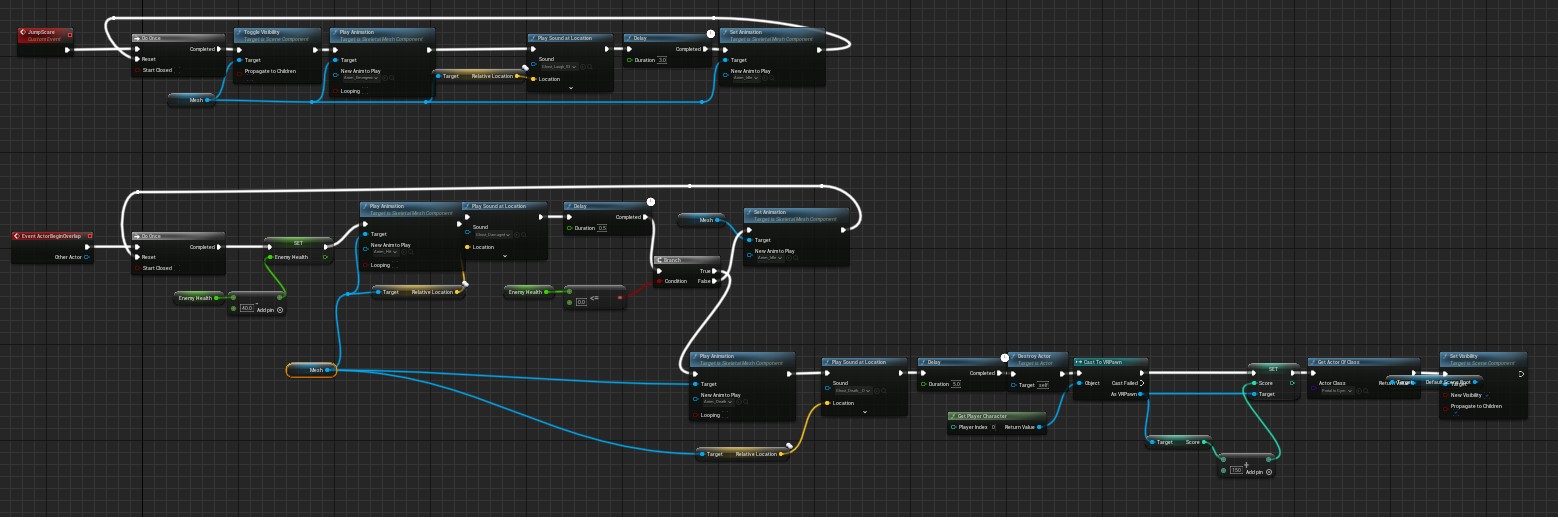 JumpScare
CustomEvent
Do Once
Completed
Reset
Start Closed
Toggle Visibility
Target is Scene Component
Target
Propagate to Children
Play Animation
Target is Skeletal Mesh Component
Target
New Anim to Play
Looping
Target Relative Location
Play Sound at Location
Sound
Location
Delay
Completed
Duration 3.0
Set Animation
Target is Skeletal Mesh Component
Target
New Anim to Play
Mesh
Event ActorBeginOverlap
Other Actor
Do Once
Completed
Reset
Start Closed
SET
Enemy Health
Enemy Health
40.0
Add pin
Play Animation
Target is Skeletal Mesh Component
Target
New Anim to Play
Looping
Target Relative Location
Play Sound at Location
Sound
Location
Delay
Completed
Duration 0.5
Enemy Health
0.0
<=
Branch
True
Condition False
Mesh
Set Animation
Target is Skeletal Mesh Component
Target
New Anim to Play
Mesh
Play Animation
Target is Skeletal Mesh Component
Target
New Anim to Play
Looping
Target Relative Location
Play Sound at Location
Sound
Location
Delay
Completed
Duration 5.0
Destroy Actor
Target is Actor
Target self
Get Player Character
Player Index 0 Return Value
Cast To VRPawn
Object Cast Failed
As VRPawn
Target Score
150
+
Add pin
SET
Score
Target
Get Actor Of Class
Actor Class
Default Scene Root
Set Visibility
Target is Scene Component
New Visibility
Propagate to Children